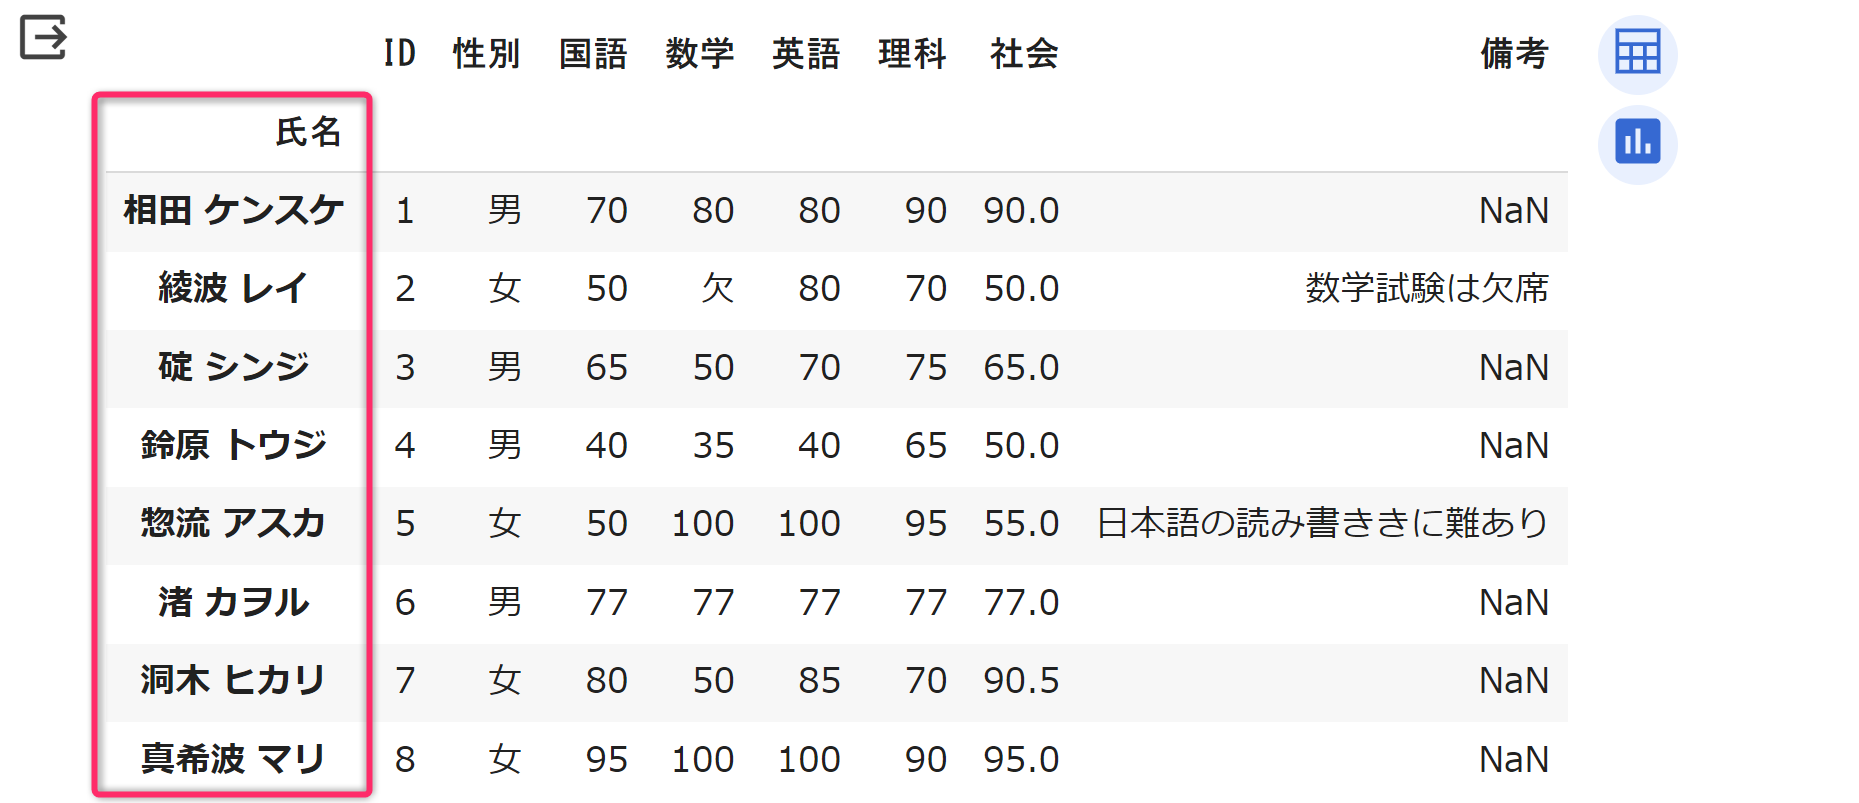 ID 性別 国語 数学 英語 理科 社会 備考
氏名
相田 ケンスケ 1 男 70 80 80 90 90.0 NaN
綾波 レイ 2 女 50 欠 80 70 50.0 数学試験は欠席
碇 シンジ 3 男 65 50 70 75 65.0 NaN
鈴原 トウジ 4 男 40 35 40 65 50.0 NaN
惣流 アスカ 5 女 50 100 100 95 55.0 日本語の読み書ききに難あり
渚 カヲル 6 男 77 77 77 77 77.0 NaN
洞木 ヒカリ 7 女 80 50 85 70 90.5 NaN
真希波 マリ 8 女 95 100 100 90 95.0 NaN